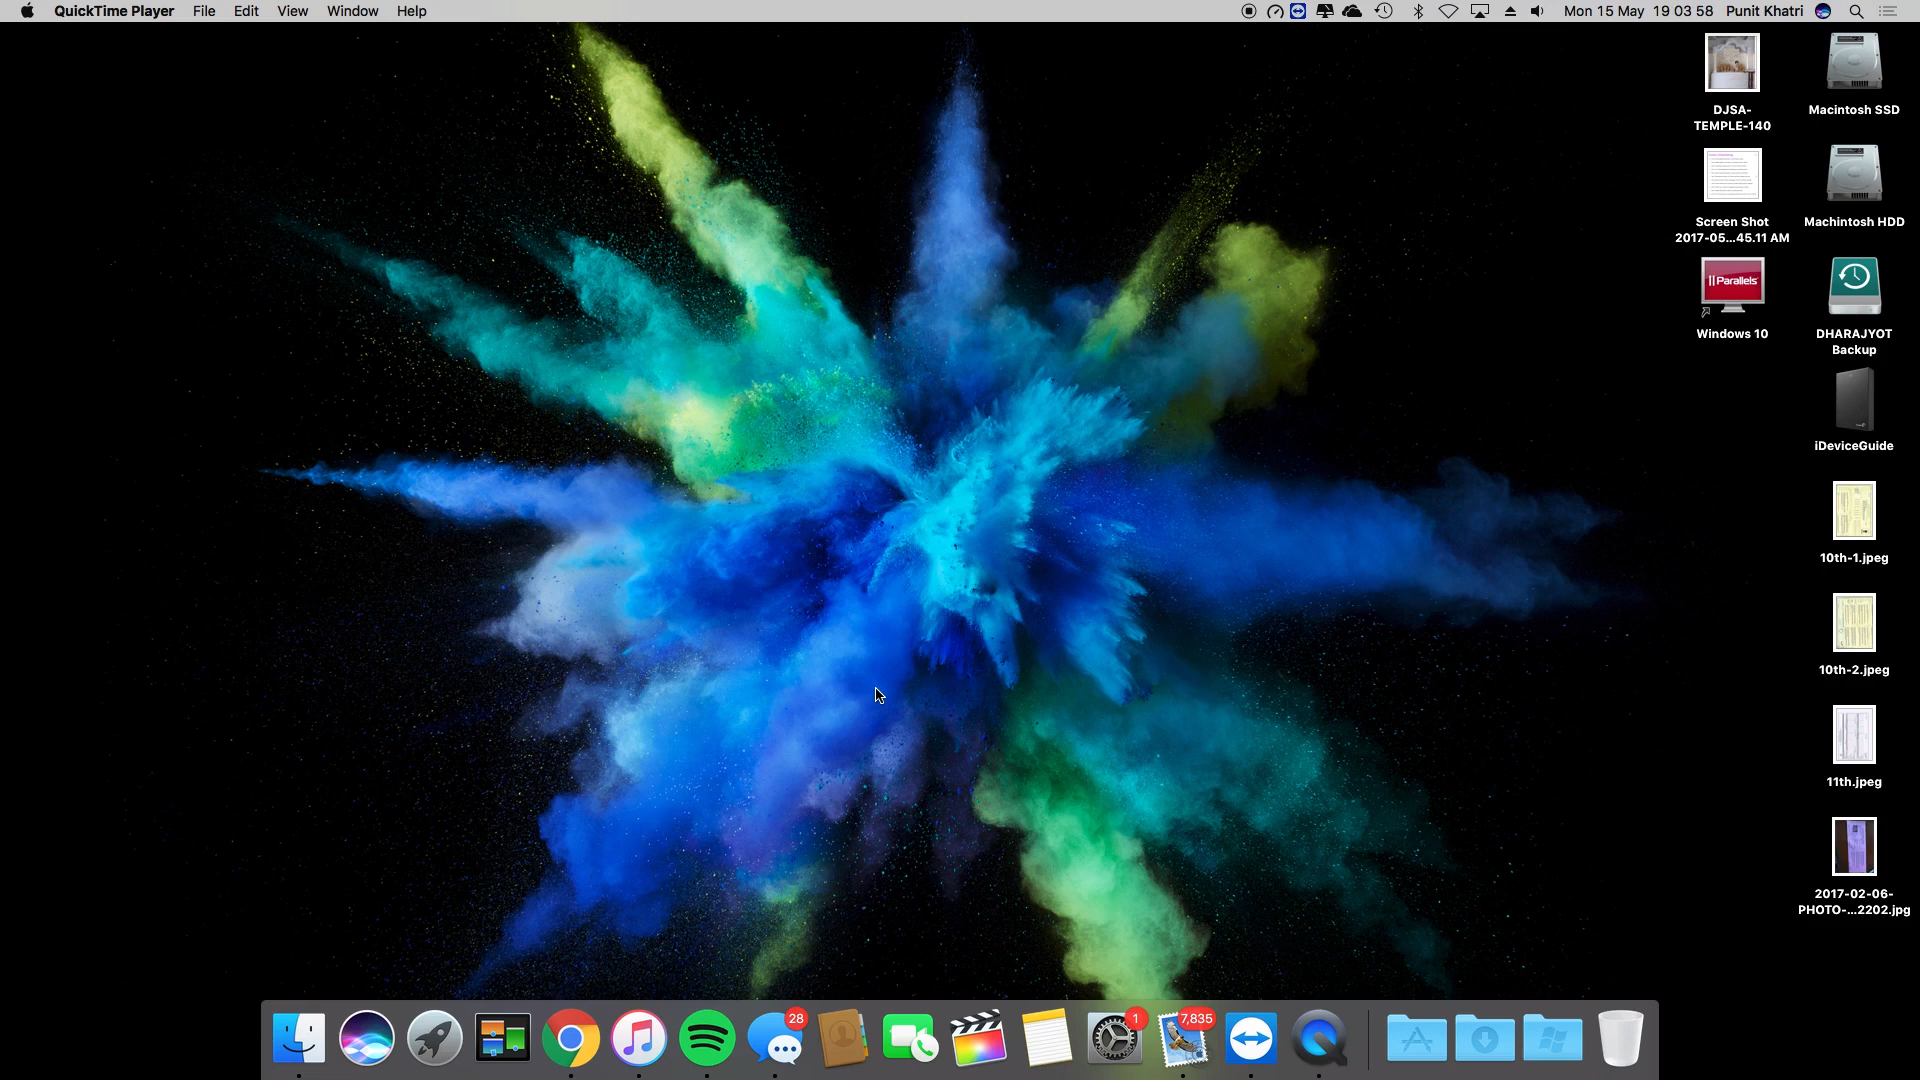 QuickTime Player File Edit View Window Help Mon 15 May 19 03 58 Punit Khatri
DJSA-
TEMPLE-140
Macintosh SSD
Screen Shot
2017-05...45.11 AM
Machintosh HDD
|| Parallels
Windows 10
DHARAJYOT
Backup
iDeviceGuide
10th-1.jpeg
10th-2.jpeg
11th.jpeg
2017-02-06-
PHOTO-...2202.jpg
28
1
7,835